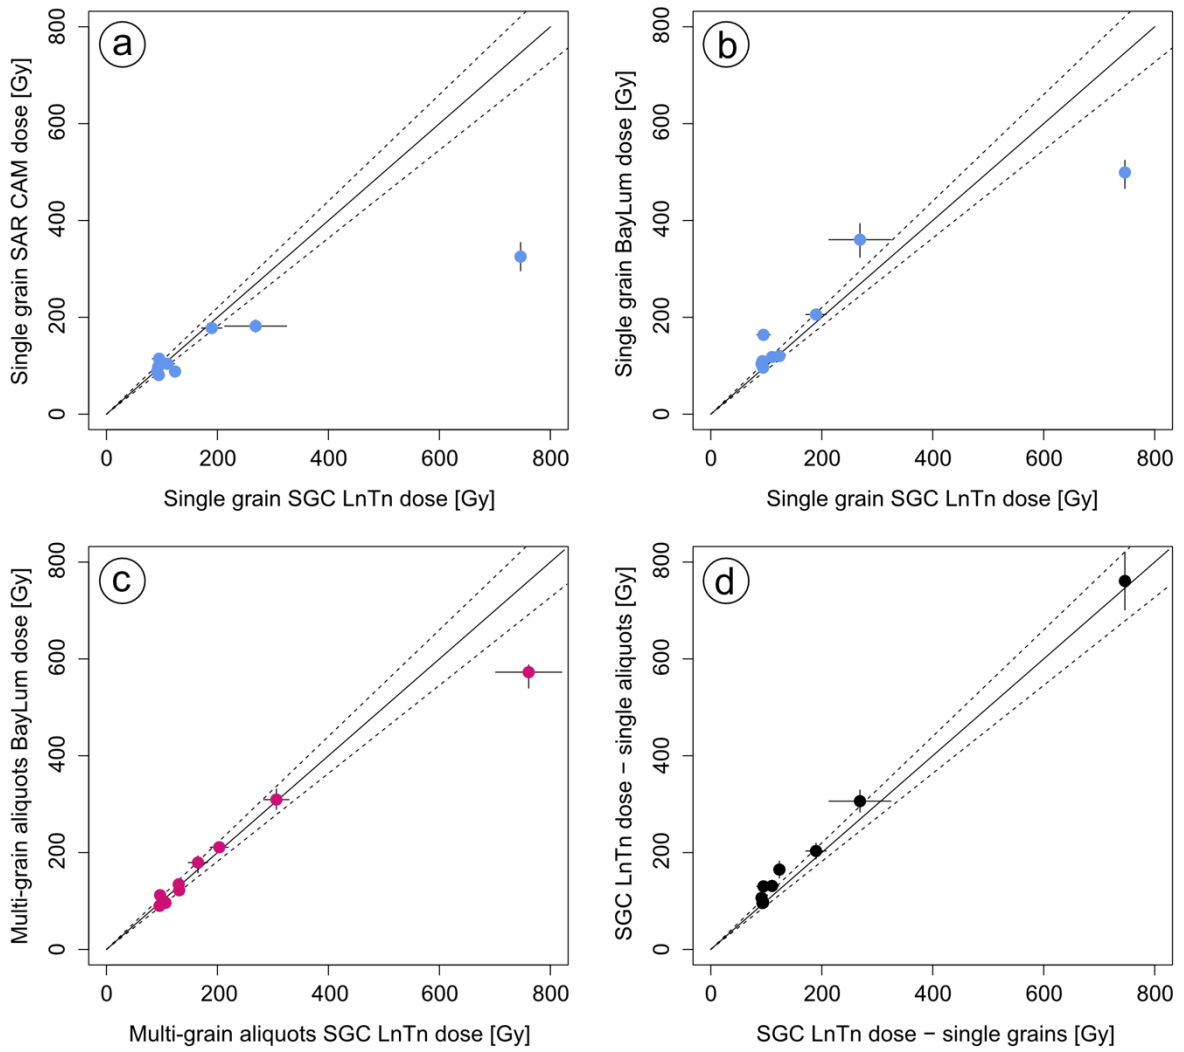 a
Single grain SAR CAM dose [Gy]
0 200 400 600 800
0 200 400 600 800
Single grain SGC LnTn dose [Gy]
b
Single grain BayLum dose [Gy]
0 200 400 600 800
0 200 400 600 800
Single grain SGC LnTn dose [Gy]
c
Multi-grain aliquots BayLum dose [Gy]
0 200 400 600 800
0 200 400 600 800
Multi-grain aliquots SGC LnTn dose [Gy]
d
SGC LnTn dose − single aliquots [Gy]
0 200 400 600 800
0 200 400 600 800
SGC LnTn dose − single grains [Gy]